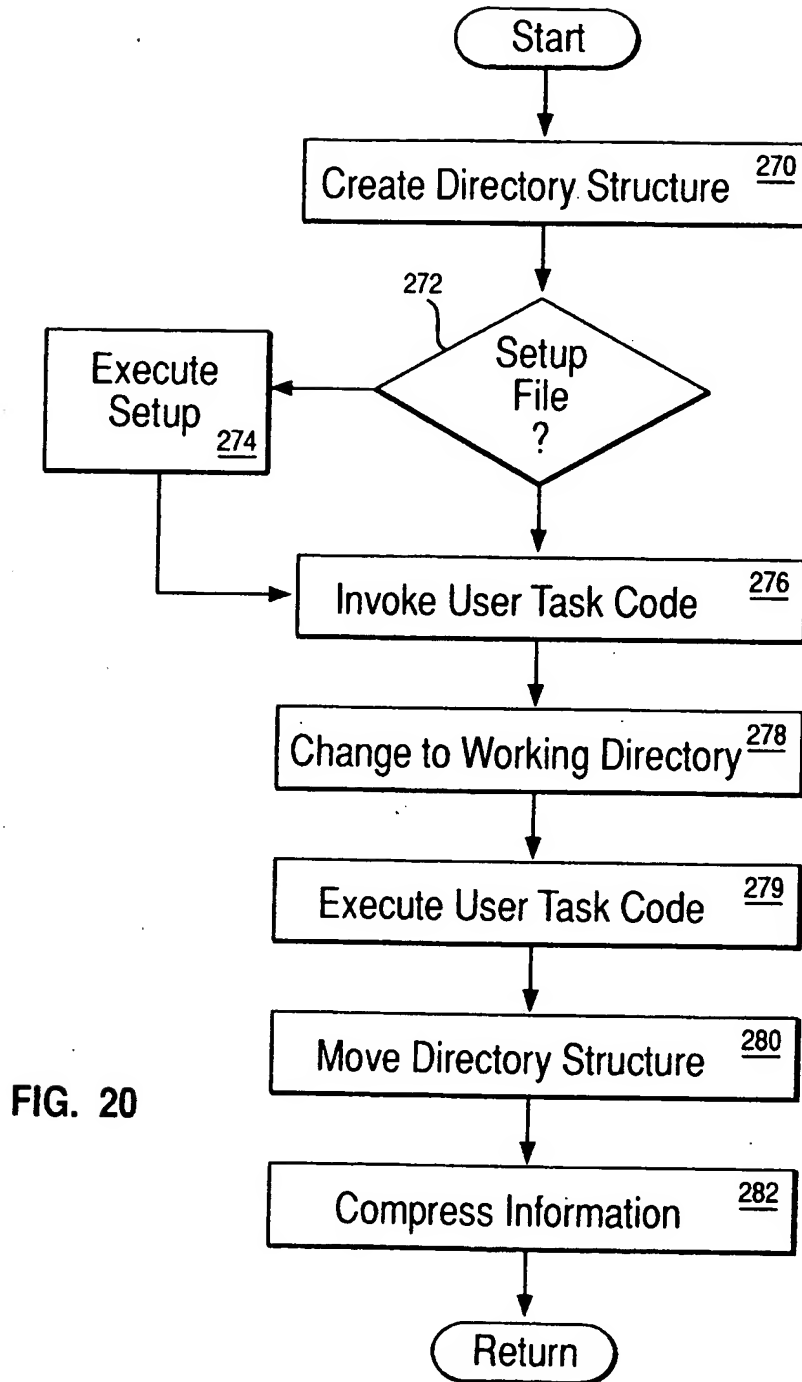 Start
Create Directory Structure 270
272
Setup
File
?
Execute
Setup
274
Invoke User Task Code 276
Change to Working Directory 278
Execute User Task Code 279
Move Directory Structure 280
FIG. 20
Compress Information 282
Return